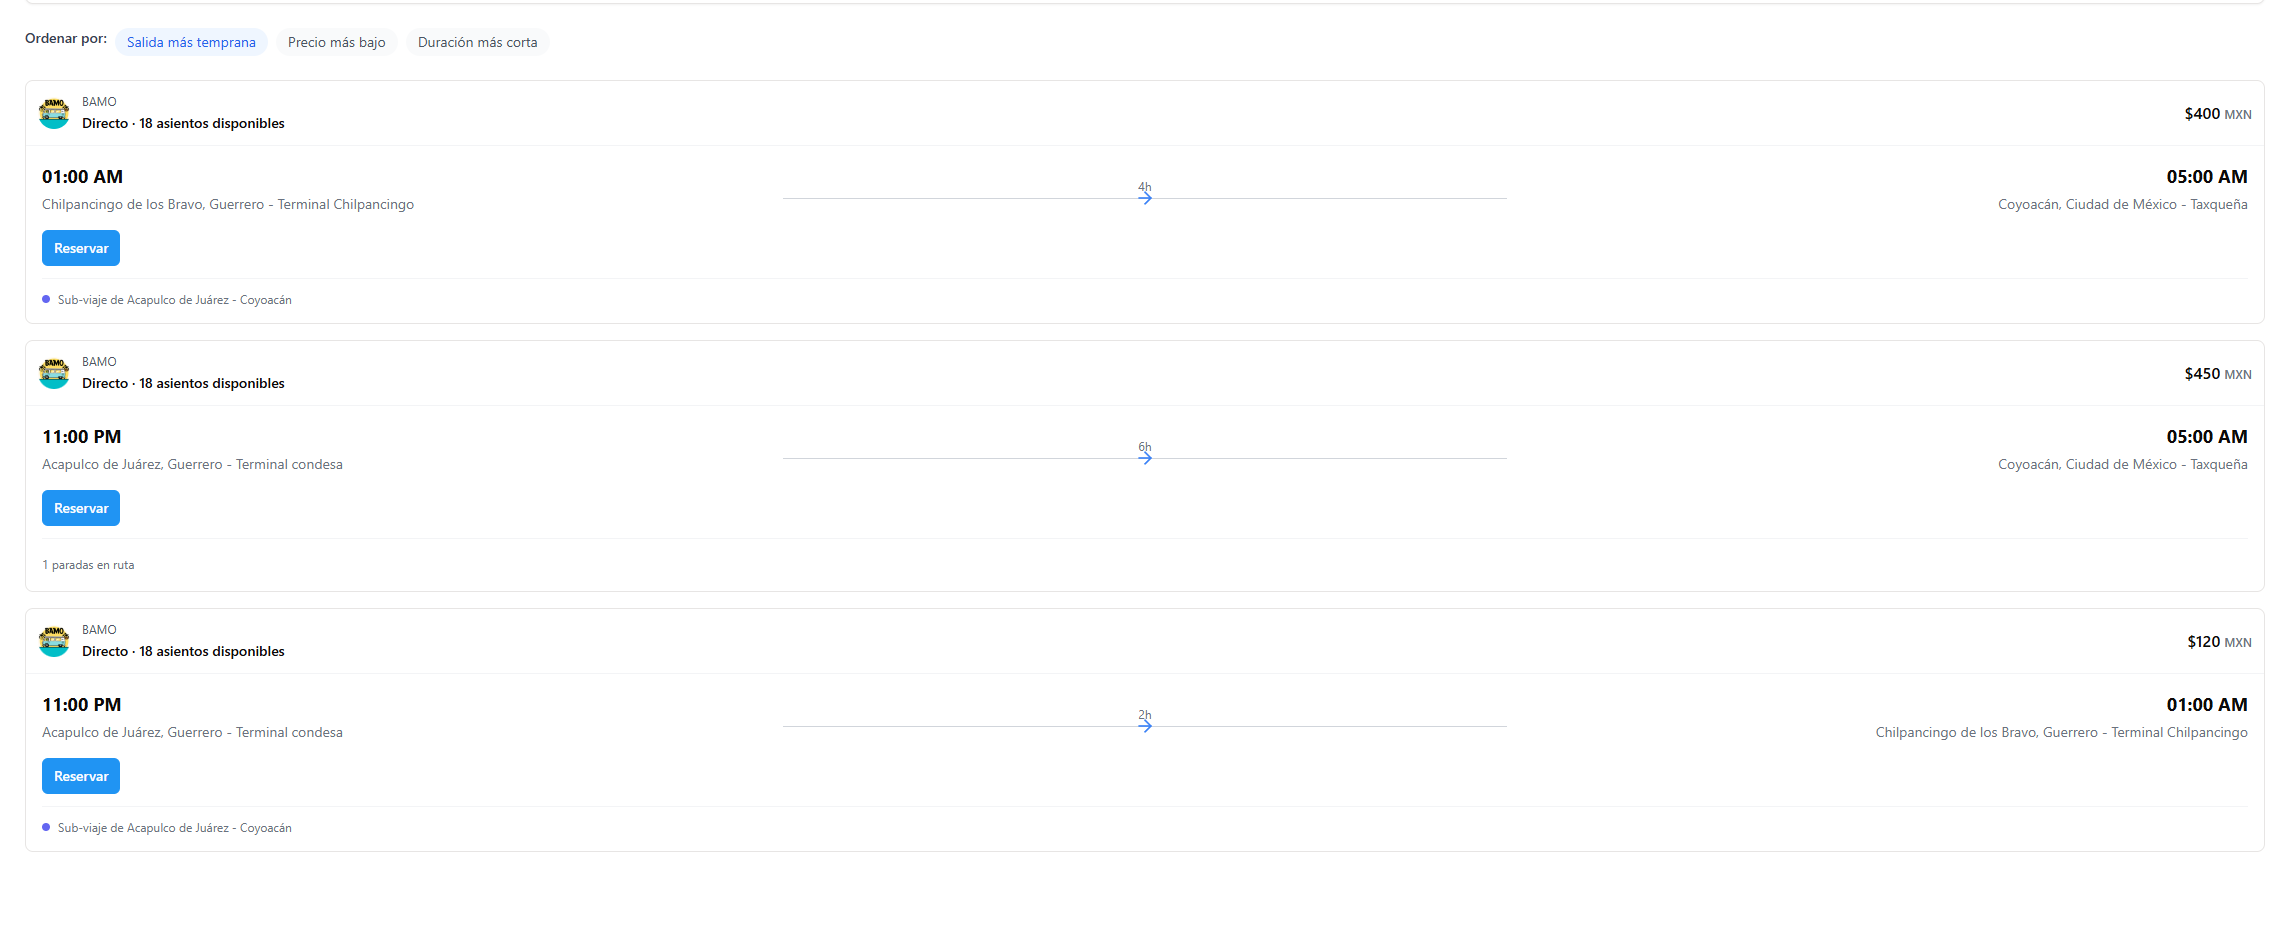 Ordenar por: Salida más temprana Precio más bajo Duración más corta
BAMO
BAMO
Directo · 18 asientos disponibles
$400 MXN
01:00 AM
4h
05:00 AM
Chilpancingo de los Bravo, Guerrero - Terminal Chilpancingo
Coyoacán, Ciudad de México - Taxqueña
Reservar
Sub-viaje de Acapulco de Juárez - Coyoacán
BAMO
BAMO
Directo · 18 asientos disponibles
$450 MXN
11:00 PM
6h
05:00 AM
Acapulco de Juárez, Guerrero - Terminal condesa
Coyoacán, Ciudad de México - Taxqueña
Reservar
1 paradas en ruta
BAMO
BAMO
Directo · 18 asientos disponibles
$120 MXN
11:00 PM
2h
01:00 AM
Acapulco de Juárez, Guerrero - Terminal condesa
Chilpancingo de los Bravo, Guerrero - Terminal Chilpancingo
Reservar
Sub-viaje de Acapulco de Juárez - Coyoacán